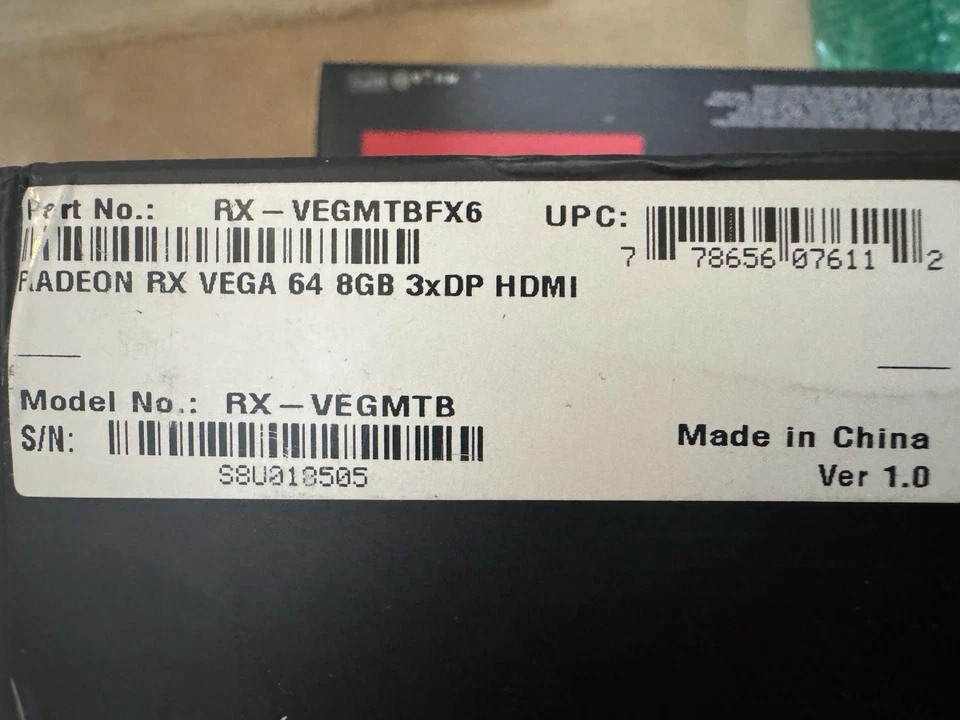 Part No.: RX-VEGMTBFX6
UPC:
7 78656 07611 2
RADEON RX VEGA 64 8GB 3xDP HDMI
Model No.: RX-VEGMTB
S/N:
S8U018505
Made in China
Ver 1.0